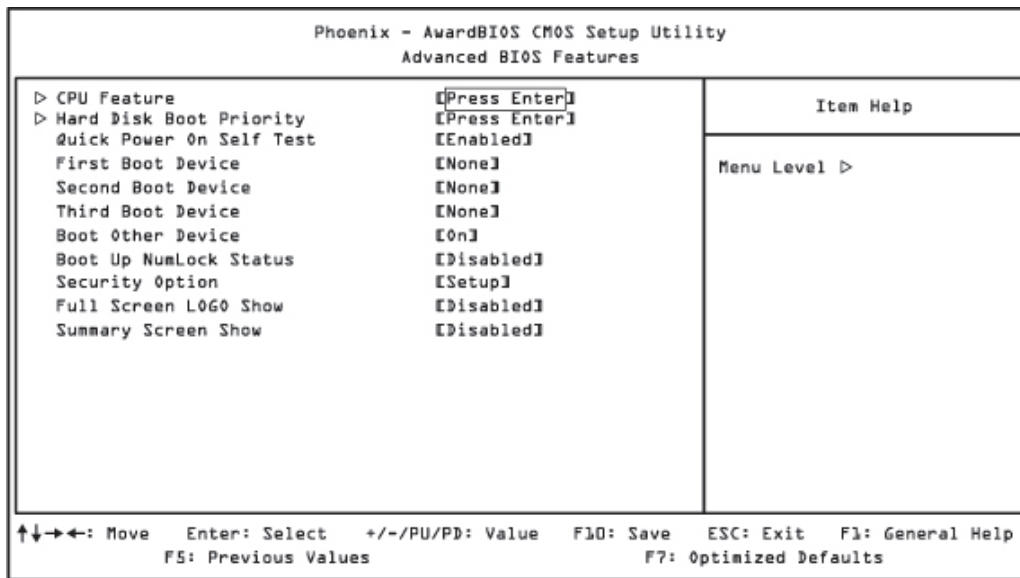 Phoenix - AwardBIOS CMOS Setup Utility
Advanced BIOS Features
▷ CPU Feature [Press Enter]
▷ Hard Disk Boot Priority [Press Enter]
Quick Power On Self Test [Enabled]
First Boot Device [None]
Second Boot Device [None]
Third Boot Device [None]
Boot Other Device [On]
Boot Up NumLock Status [Disabled]
Security Option [Setup]
Full Screen LOGO Show [Disabled]
Summary Screen Show [Disabled]
Item Help
Menu Level ▷
↑↓→←: Move Enter: Select +/-/PU/PD: Value F10: Save ESC: Exit F1: General Help
F5: Previous Values F7: Optimized Defaults